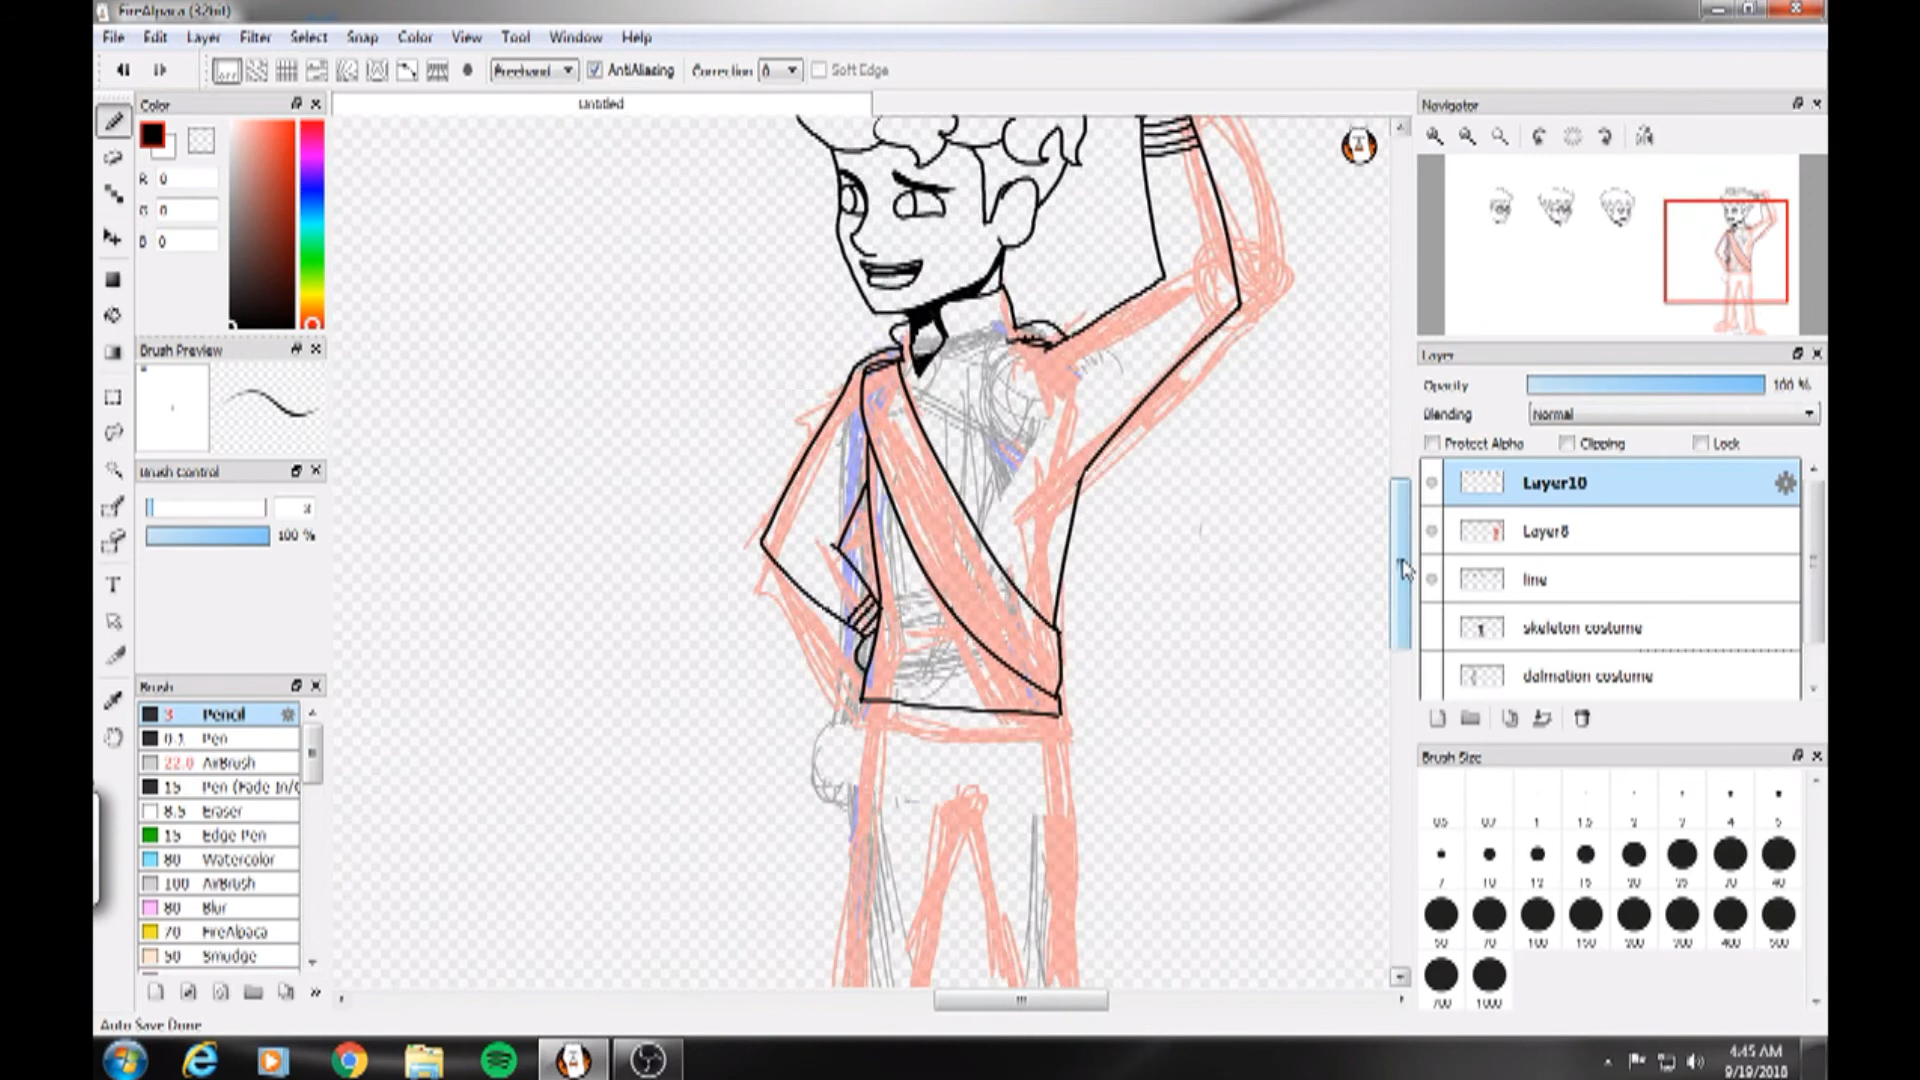 FireAlpaca (32bit)
File Edit Layer Filter Select Snap Color View Tool Window Help
Freehand AntiAliasing Correction 0 Soft Edge
Color
Untitled
Navigator
R 0
G 0
B 0
Brush Preview
Layer
Opacity 100 %
Blending Normal
Protect Alpha Clipping Lock
Brush Control
3
100 %
Layer10
Layer8
line
skeleton costume
dalmation costume
Brush
3 Pencil
0.1 Pen
22.0 AirBrush
15 Pen (Fade In/
8.5 Eraser
15 Edge Pen
80 Watercolor
100 AirBrush
80 Blur
70 FireAlpaca
50 Smudge
Brush Size
0.5 0.7 1 1.5 2 3 4 5
7 10 12 15 20 25 30 40
50 70 100 150 200 300 400 500
700 1000
Auto Save Done
4:45 AM
9/19/2018